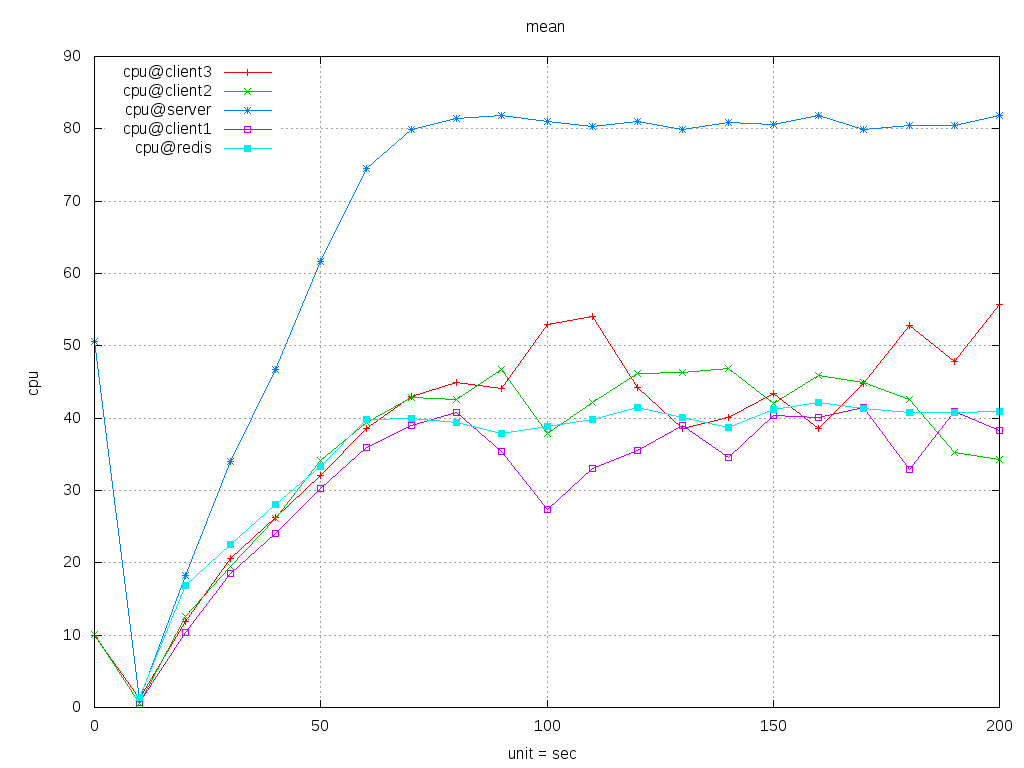 mean
90
80
70
60
50
40
30
20
10
0
cpu
cpu@client3
cpu@client2
cpu@server
cpu@client1
cpu@redis
0 50 100 150 200
unit = sec